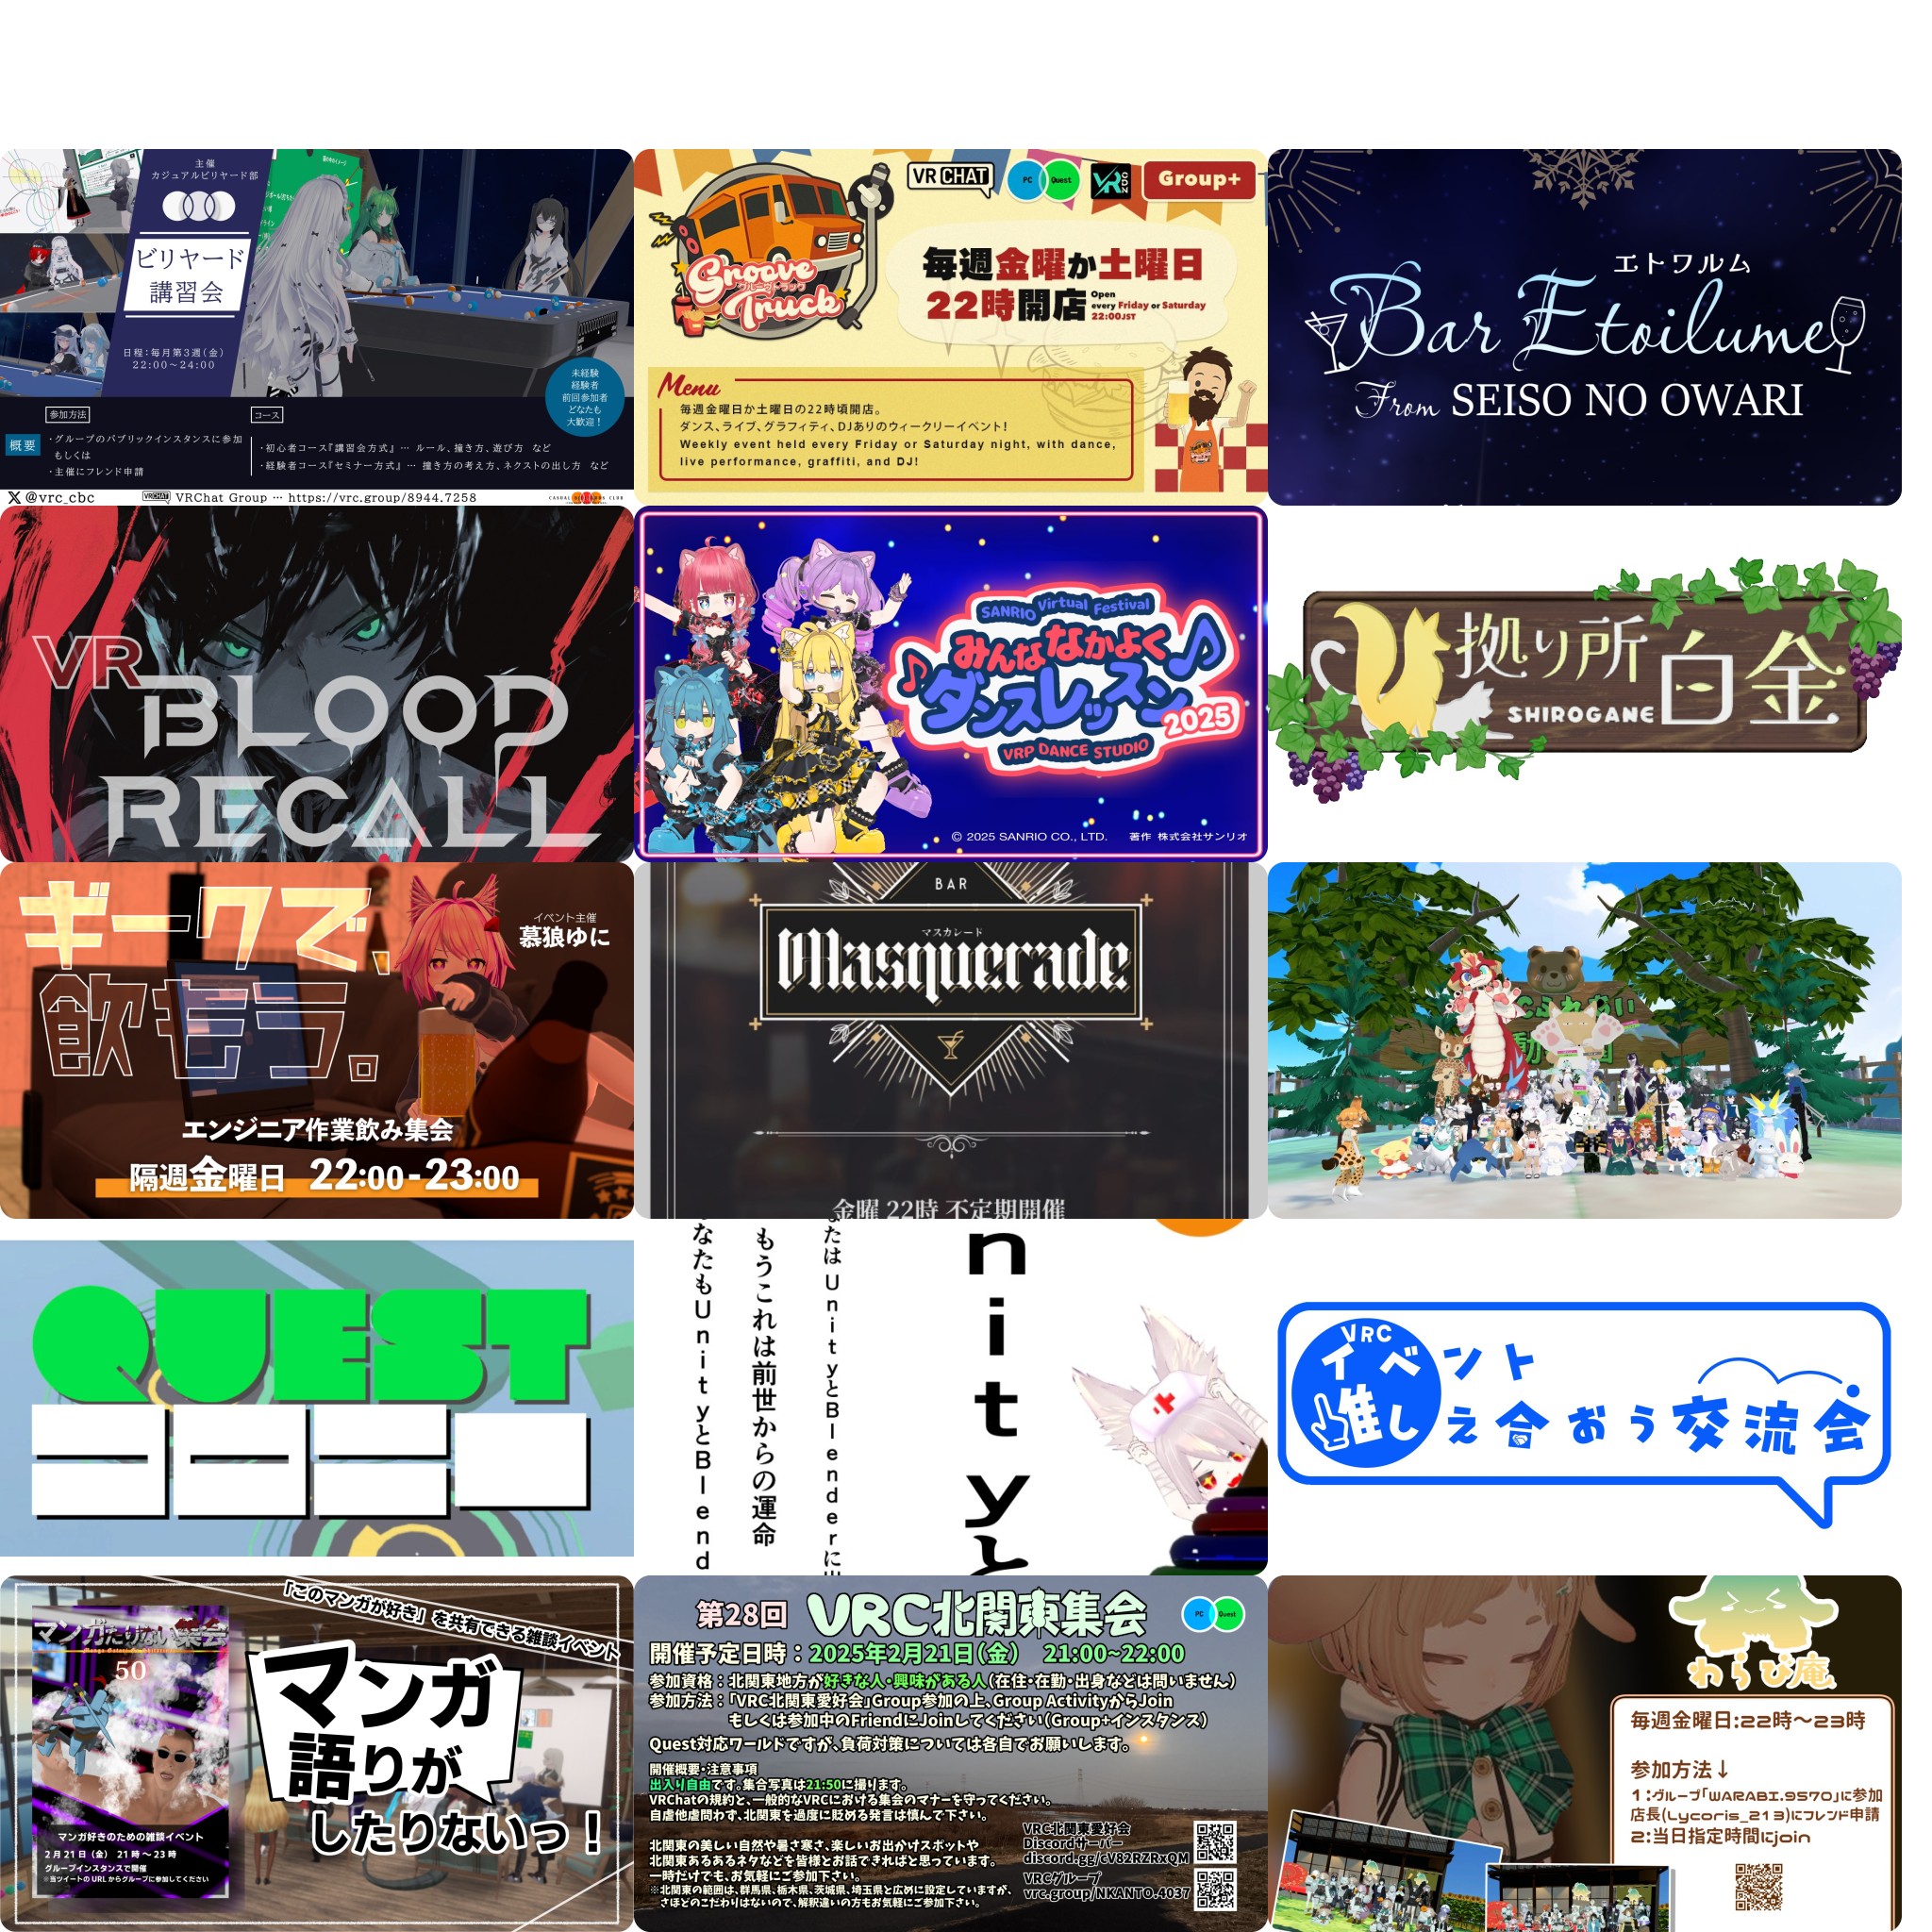 主催
カジュアルビリヤード部
ビリヤード
講習会
日程：毎月第3週(金)
22:00～24:00
未経験
経験者
前回参加者
どなたも
大歓迎！
参加方法
コース
概要
・グループのパブリックインスタンスに参加
もしくは
・主催にフレンド申請
・初心者コース『講習会方式』 … ルール、撞き方、遊び方 など
・経験者コース『セミナー方式』 … 撞き方の考え方、ネクストの出し方 など
@vrc_cbc
VRCHAT VRChat Group … https://vrc.group/8944.7258
VRCHAT
PC Quest
Group+
Groove
グルーヴトラック
Truck
毎週金曜か土曜日
22時開店
Open
every Friday or Saturday
22:00JST
Menu
毎週金曜日か土曜日の22時頃開店。
ダンス、ライブ、グラフィティ、DJありのウィークリーイベント！
Weekly event held every Friday or Saturday night, with dance,
live performance, graffiti, and DJ!
エトワルム
Bar Etoilume
From SEISO NO OWARI
VR
BLOOD
RECALL
SANRIO Virtual Festival
みんななかよく
ダンスレッスン
2025
VRP DANCE STUDIO
© 2025 SANRIO CO., LTD. 著作 株式会社サンリオ
拠り所
SHIROGANE
白金
ギークで、
飲もう。
イベント主催
慕狼ゆに
エンジニア作業飲み集会
隔週金曜日 22:00-23:00
BAR
マスカレード
Masquerade
金曜 22時 不定期開催
QUEST
nityと
たは UnityとBlenderに
もうこれは前世からの運命
なたもUnityとBlend
VRC
イベント
推しえ合おう交流会
「このマンガが好き」を共有できる雑談イベント
マンガたりない集会
50
マンガ好きのための雑談イベント
2月21日（金） 21時～23時
グループインスタンスで開催
※当ツイートのURLからグループに参加してください
マンガ
語りが
したりないっ！
第28回 VRC北関東集会
PC Quest
開催予定日時：2025年2月21日(金) 21:00~22:00
参加資格：北関東地方が好きな人・興味がある人(在住・在勤・出身などは問いません)
参加方法：「VRC北関東愛好会」Group参加の上、Group ActivityからJoin
もしくは参加中のFriendにJoinしてください(Group+インスタンス)
Quest対応ワールドですが、負荷対策については各自でお願いします。
開催概要・注意事項
出入り自由です。集合写真は21:50に撮ります。
VRChatの規約と、一般的なVRCにおける集会のマナーを守ってください。
自虐他虐問わず、北関東を過度に貶める発言は慎んで下さい。
北関東の美しい自然や暑さ寒さ、楽しいお出かけスポットや
北関東あるあるネタなどを皆様とお話できればと思っています。
一時だけでも、お気軽にご参加下さい。
※北関東の範囲は、群馬県、栃木県、茨城県、埼玉県と広めに設定していますが、
さほどのこだわりはないので、解釈違いの方もお気軽にご参加下さい。
VRC北関東愛好会
Discordサーバー
discord.gg/cV82RZRxQM
VRCグループ
vrc.group/NKANTO.4037
わらび庵
毎週金曜日:22時～23時
参加方法↓
1:グループ「WARABI.9570」に参加
店長(Lycoris_213)にフレンド申請
2:当日指定時間にjoin